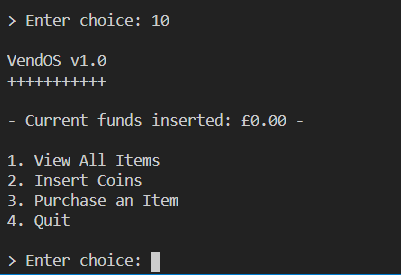 > Enter choice: 10
VendOS v1.0
+++++++++++
- Current funds inserted: £0.00 -
1. View All Items
2. Insert Coins
3. Purchase an Item
4. Quit
> Enter choice: